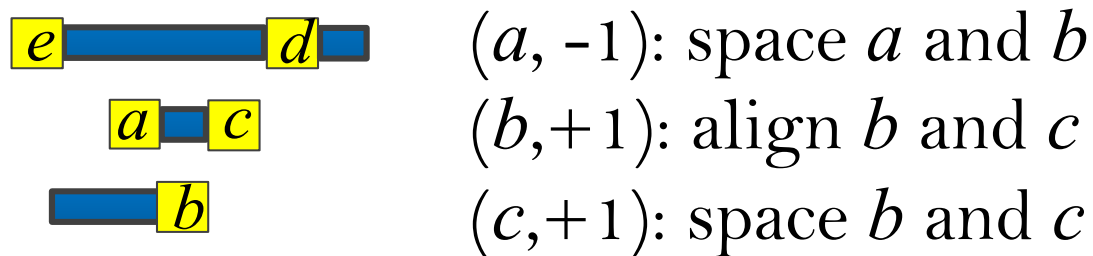 e d
(a, -1): space a and b
a c
(b,+1): align b and c
b
(c,+1): space b and c